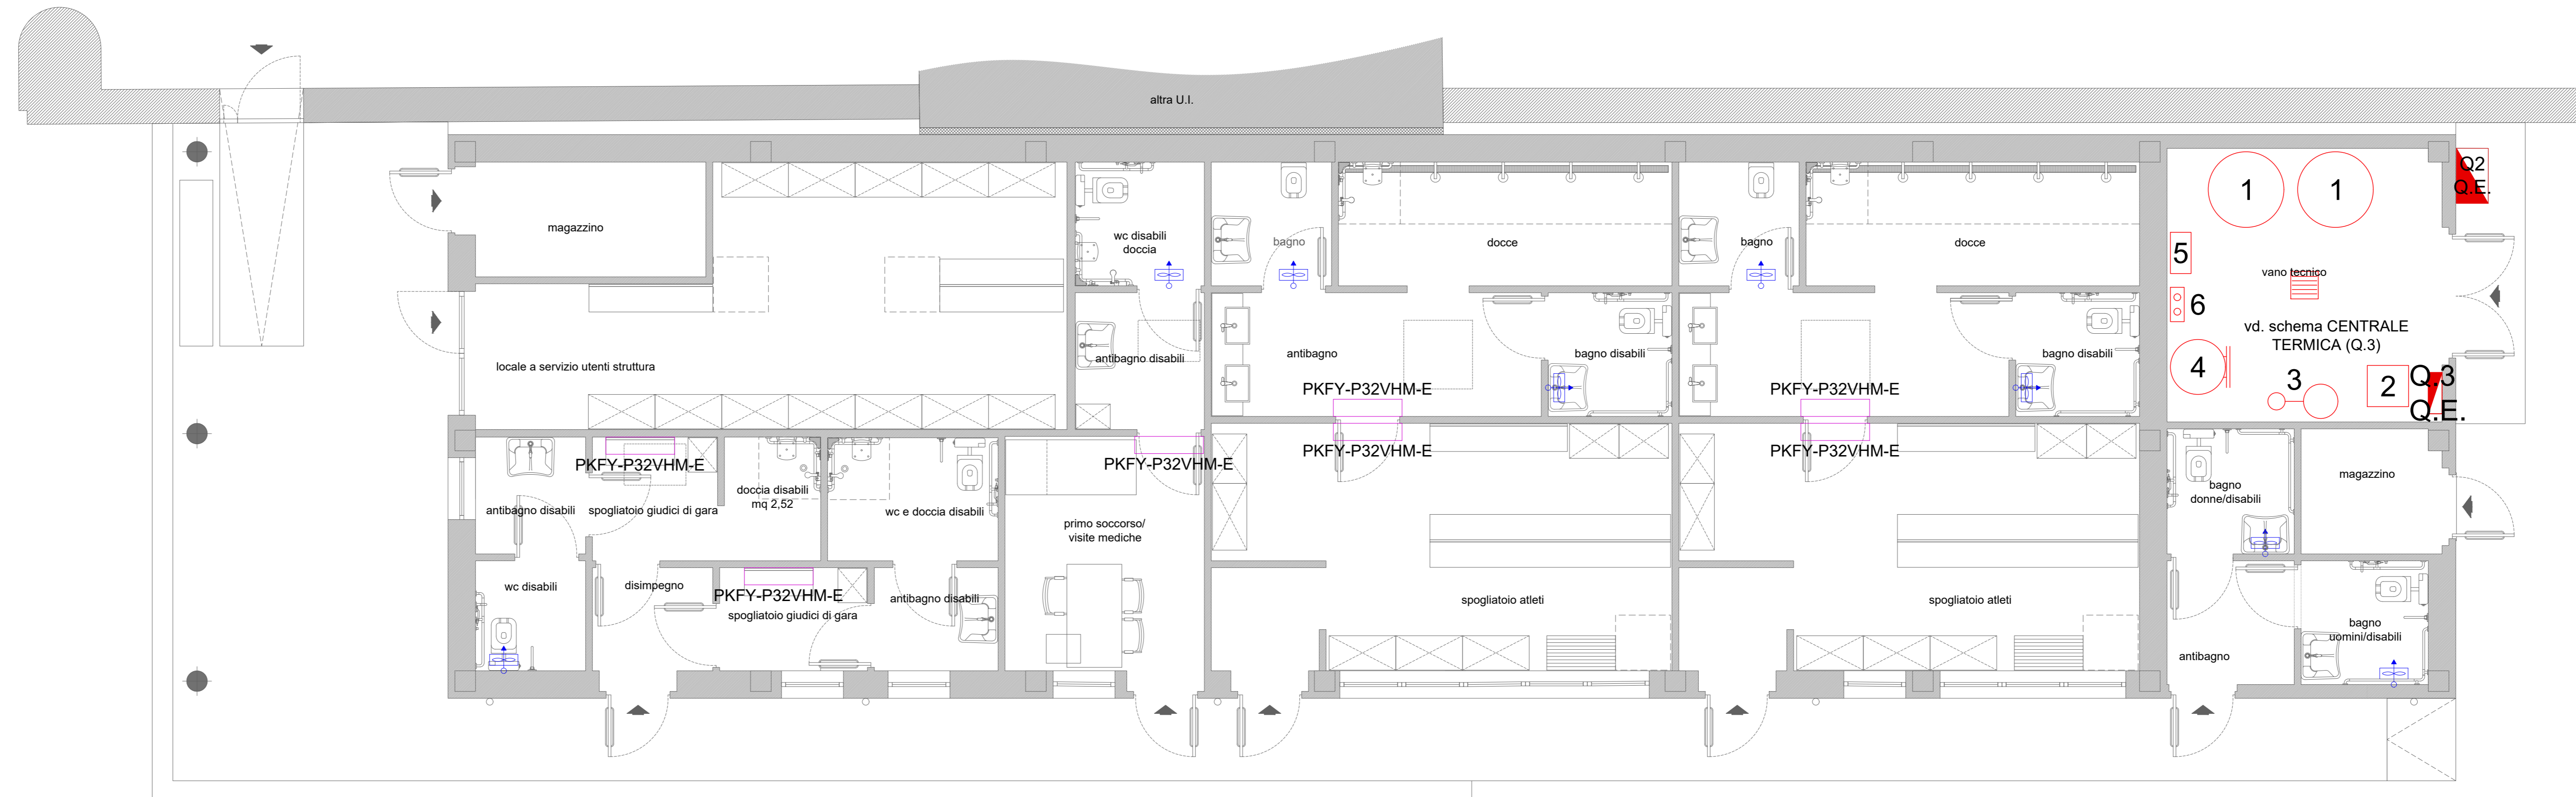 altra U.I.
Q2
Q.E.
1
1
magazzino
wc disabili
doccia
bagno
docce
bagno
docce
5
vano tecnico
6
vd. schema CENTRALE
TERMICA (Q.3)
locale a servizio utenti struttura
antibagno disabili
antibagno
bagno disabili
bagno disabili
4
3
2
Q.3
Q.E.
PKFY-P32VHM-E
PKFY-P32VHM-E
PKFY-P32VHM-E
PKFY-P32VHM-E
PKFY-P32VHM-E
PKFY-P32VHM-E
antibagno disabili
spogliatoio giudici di gara
doccia disabili
mq 2,52
wc e doccia disabili
primo soccorso/
visite mediche
bagno
donne/disabili
magazzino
wc disabili
disimpegno
PKFY-P32VHM-E
spogliatoio giudici di gara
antibagno disabili
spogliatoio atleti
spogliatoio atleti
bagno
uomini/disabili
antibagno